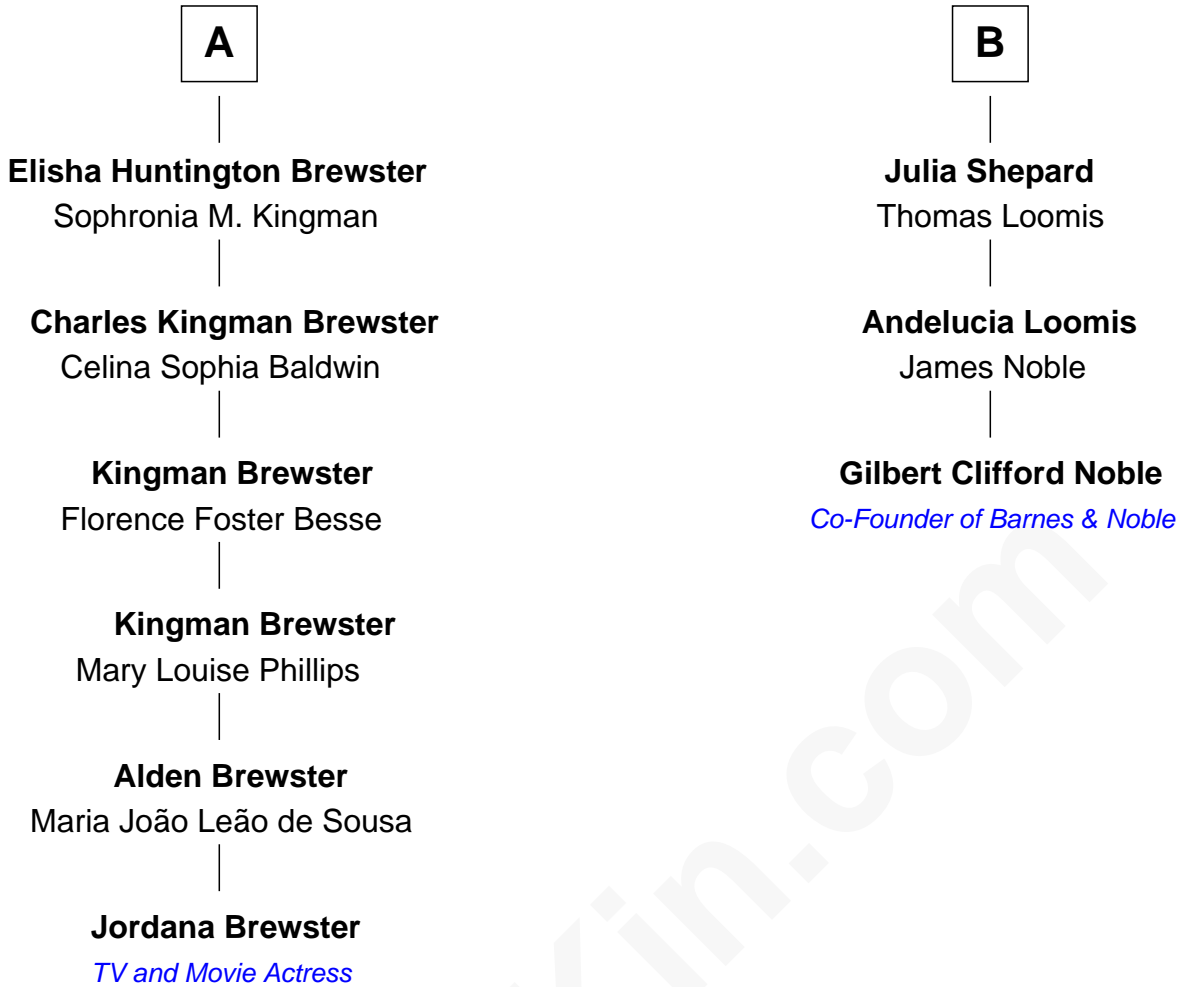 A
Elisha Huntington Brewster
Sophronia M. Kingman
Charles Kingman Brewster
Celina Sophia Baldwin
Kingman Brewster
Florence Foster Besse
Kingman Brewster
Mary Louise Phillips
Alden Brewster
Maria João Leão de Sousa
Jordana Brewster
TV and Movie Actress
B
Julia Shepard
Thomas Loomis
Andelucia Loomis
James Noble
Gilbert Clifford Noble
Co-Founder of Barnes & Noble
Kin.com